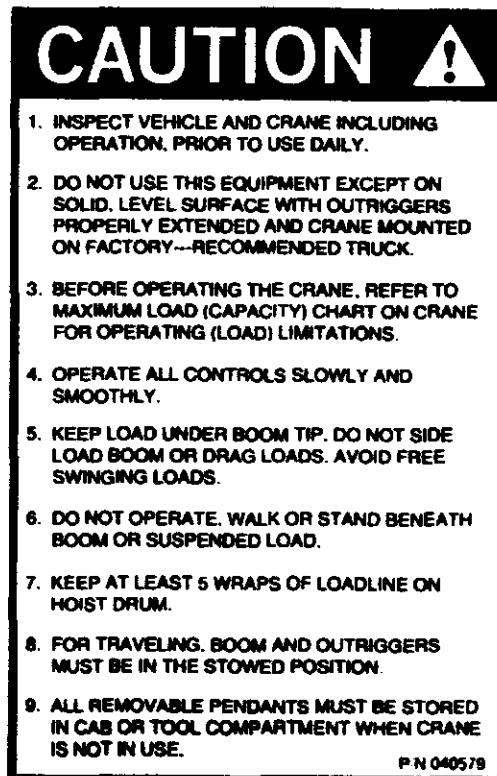 CAUTION
1. INSPECT VEHICLE AND CRANE INCLUDING
OPERATION, PRIOR TO USE DAILY.
2. DO NOT USE THIS EQUIPMENT EXCEPT ON
SOLID, LEVEL SURFACE WITH OUTRIGGERS
PROPERLY EXTENDED AND CRANE MOUNTED
ON FACTORY---RECOMMENDED TRUCK.
3. BEFORE OPERATING THE CRANE, REFER TO
MAXIMUM LOAD (CAPACITY) CHART ON CRANE
FOR OPERATING (LOAD) LIMITATIONS.
4. OPERATE ALL CONTROLS SLOWLY AND
SMOOTHLY.
5. KEEP LOAD UNDER BOOM TIP. DO NOT SIDE
LOAD BOOM OR DRAG LOADS. AVOID FREE
SWINGING LOADS.
6. DO NOT OPERATE, WALK OR STAND BENEATH
BOOM OR SUSPENDED LOAD.
7. KEEP AT LEAST 5 WRAPS OF LOADLINE ON
HOIST DRUM.
8. FOR TRAVELING, BOOM AND OUTRIGGERS
MUST BE IN THE STOWED POSITION.
9. ALL REMOVABLE PENDANTS MUST BE STORED
IN CAB OR TOOL COMPARTMENT WHEN CRANE
IS NOT IN USE.
P N 040579